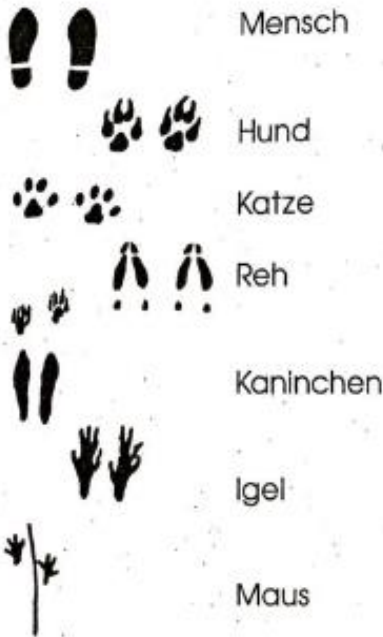 Mensch
Hund
Katze
Reh
Kaninchen
Igel
Maus